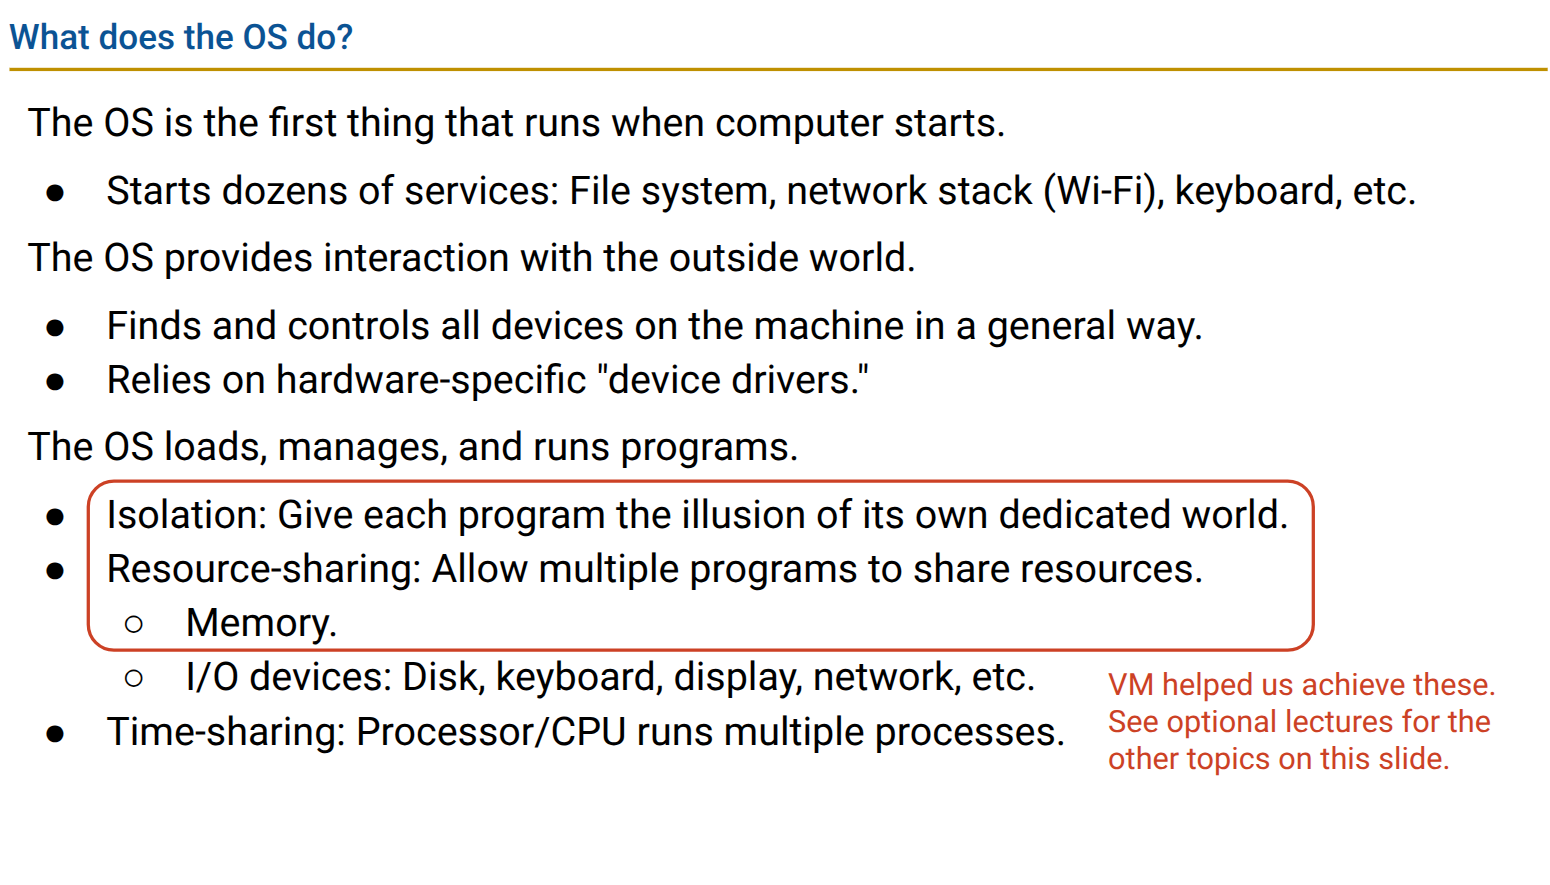 What does the OS do?
The OS is the first thing that runs when computer starts.
● Starts dozens of services: File system, network stack (Wi-Fi), keyboard, etc.
The OS provides interaction with the outside world.
● Finds and controls all devices on the machine in a general way.
● Relies on hardware-specific "device drivers."
The OS loads, manages, and runs programs.
● Isolation: Give each program the illusion of its own dedicated world.
● Resource-sharing: Allow multiple programs to share resources.
○ Memory.
○ I/O devices: Disk, keyboard, display, network, etc.
● Time-sharing: Processor/CPU runs multiple processes.
VM helped us achieve these.
See optional lectures for the
other topics on this slide.